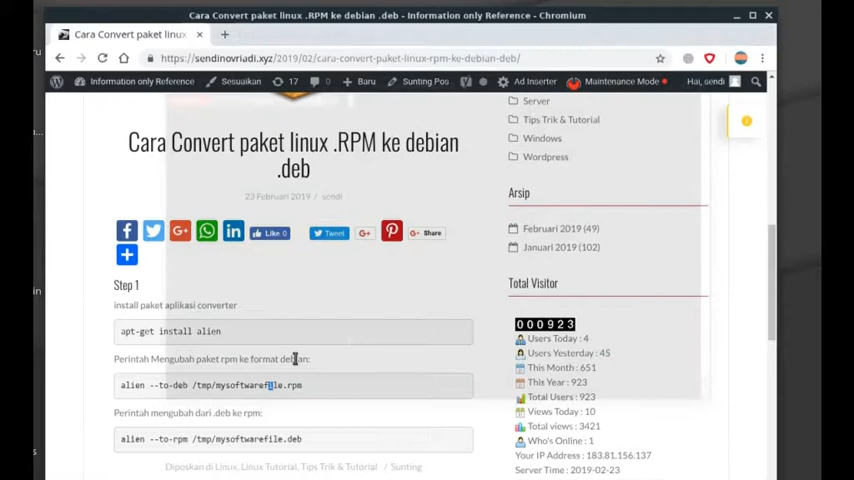 Cara Convert paket linux .RPM ke debian .deb - Information only Reference - Chromium
Cara Convert paket linux .RPM
https://sendinovriadi.xyz/2019/02/cara-convert-paket-linux-rpm-ke-debian-deb/
Information only Reference Sesuaikan 17 0 Baru Sunting Pos Ad Inserter Maintenance Mode Hai, sendi
Cara Convert paket linux .RPM ke debian
.deb
23 Februari 2019 / sendi
Like 0 Tweet G+ G+ Share
Step 1
install paket aplikasi converter
apt-get install alien
Perintah Mengubah paket rpm ke format debian:
alien --to-deb /tmp/mysoftwarefile.rpm
Perintah mengubah dari .deb ke rpm:
alien --to-rpm /tmp/mysoftwarefile.deb
Diposkan di Linux, Linux Tutorial, Tips Trik & Tutorial / Sunting
Server
Tips Trik & Tutorial
Windows
Wordpress
Arsip
Februari 2019 (49)
Januari 2019 (102)
Total Visitor
000923
Users Today : 4
Users Yesterday : 45
This Month : 651
This Year : 923
Total Users : 923
Views Today : 10
Total views : 3421
Who's Online : 1
Your IP Address : 183.81.156.137
Server Time : 2019-02-23